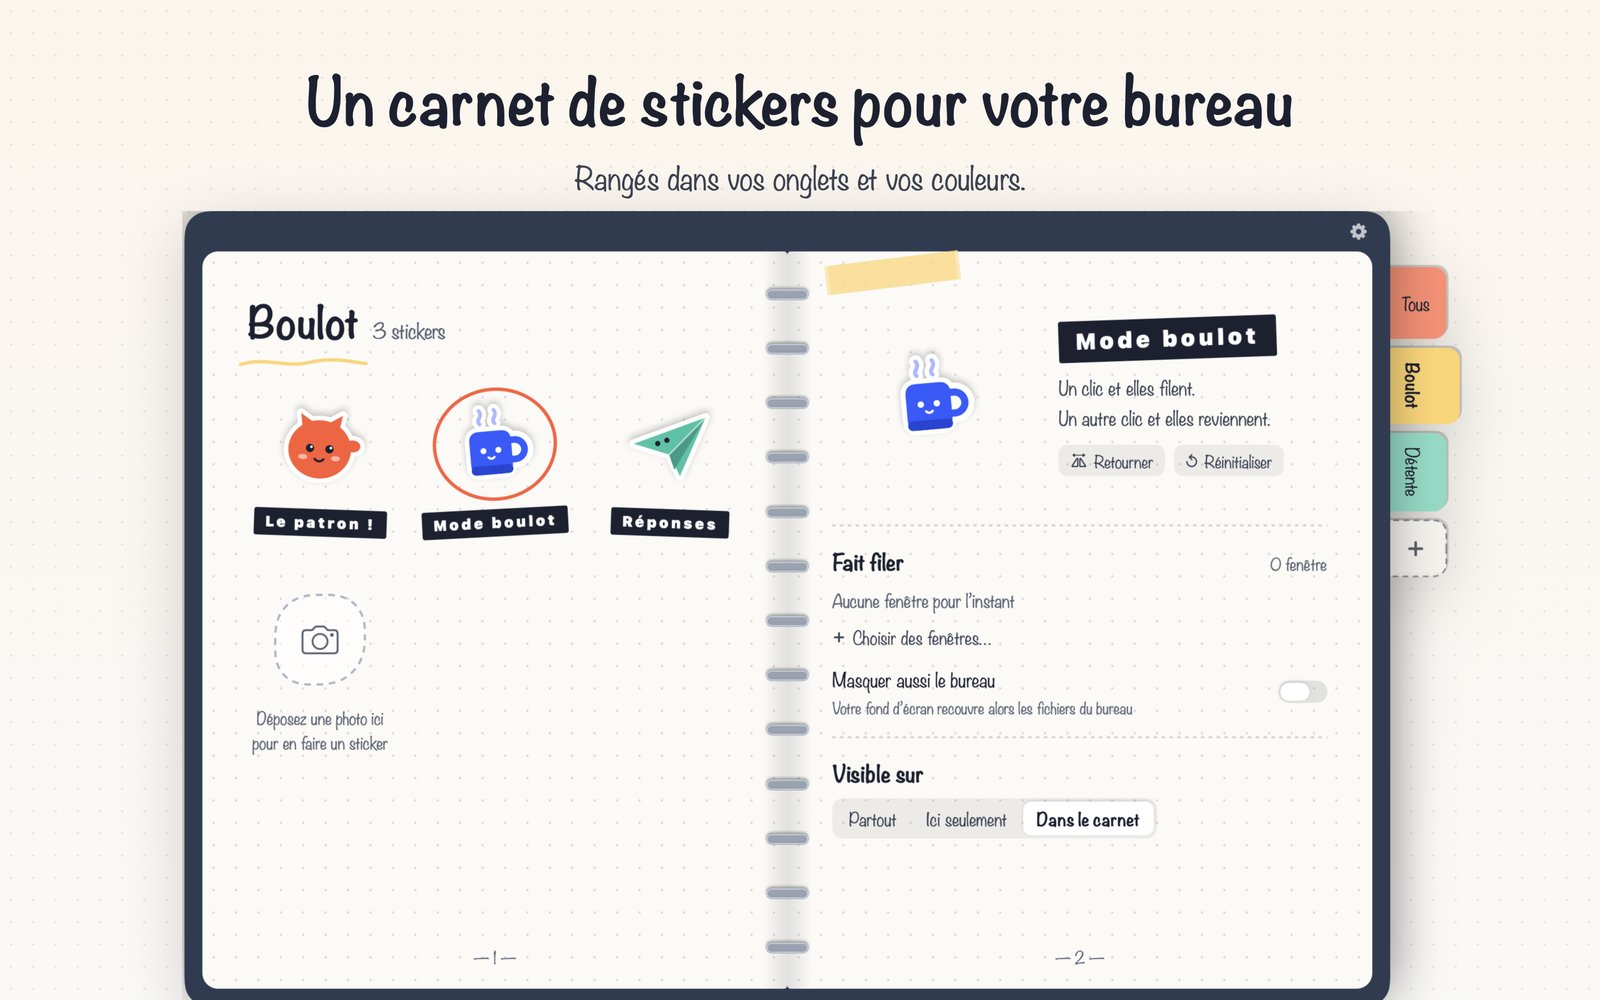 Un carnet de stickers pour votre bureau
Rangés dans vos onglets et vos couleurs.
Boulot 3 stickers
Le patron !
Mode boulot
Réponses
Déposez une photo ici
pour en faire un sticker
—1—
Mode boulot
Un clic et elles filent.
Un autre clic et elles reviennent.
Retourner
Réinitialiser
Fait filer
0 fenêtre
Aucune fenêtre pour l’instant
+ Choisir des fenêtres…
Masquer aussi le bureau
Votre fond d’écran recouvre alors les fichiers du bureau
Visible sur
Partout
Ici seulement
Dans le carnet
—2—
Tous
Boulot
Détente
+